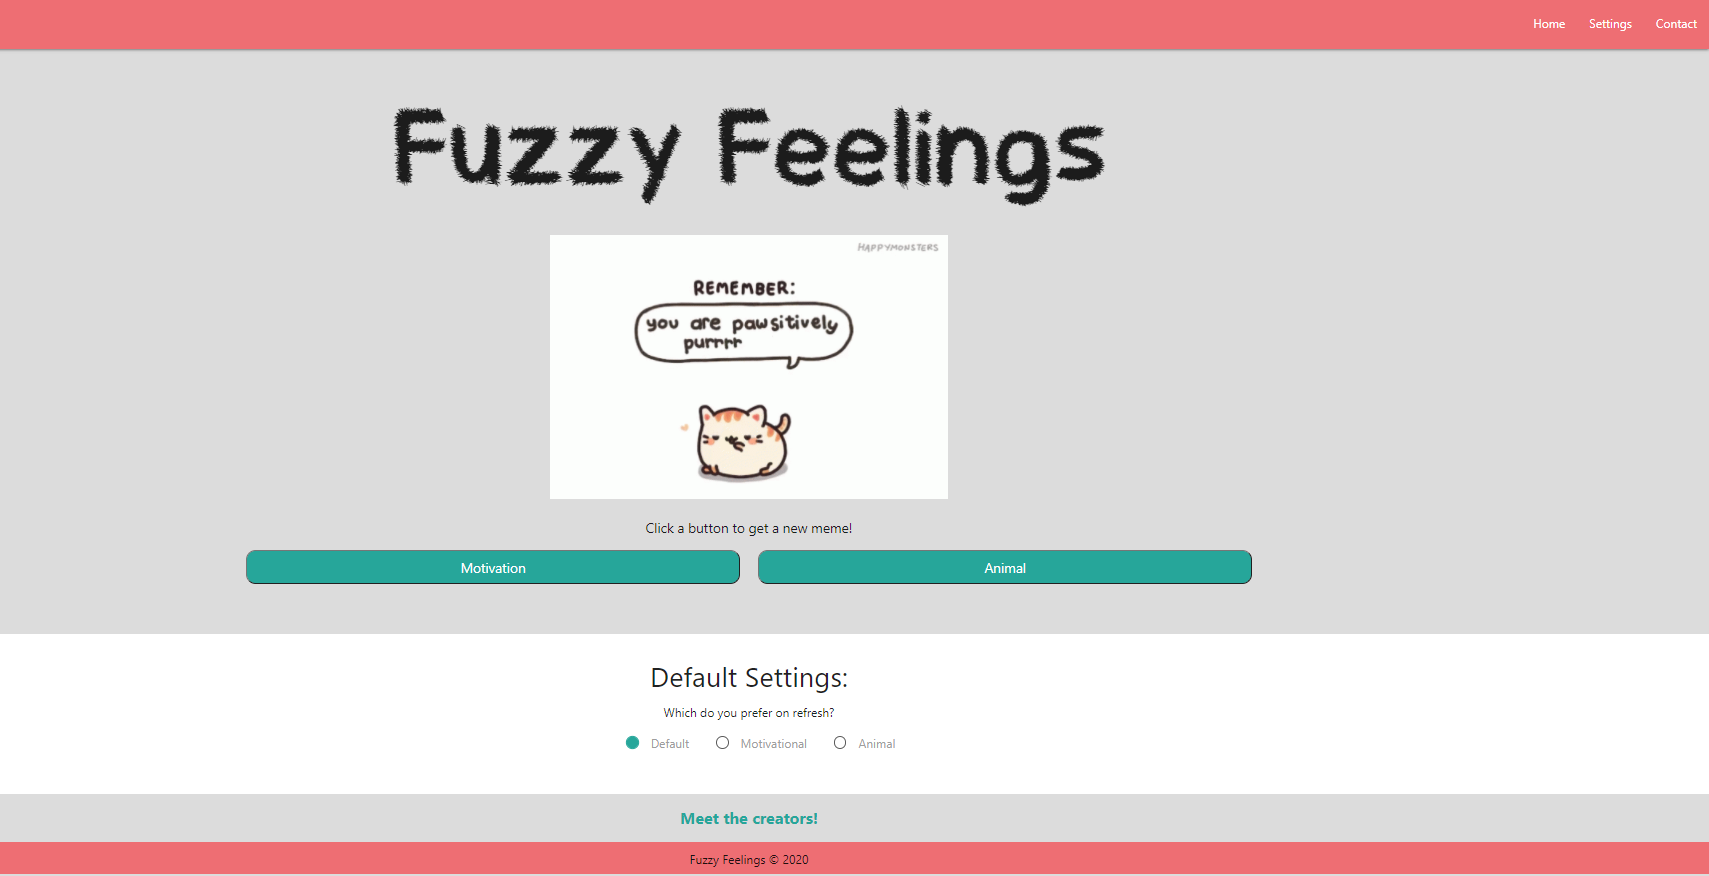 Home Settings Contact
Fuzzy Feelings
HAPPYMONSTERS
REMEMBER:
you are pawsitively
purrrr
Click a button to get a new meme!
Motivation Animal
Default Settings:
Which do you prefer on refresh?
Default Motivational Animal
Meet the creators!
Fuzzy Feelings © 2020